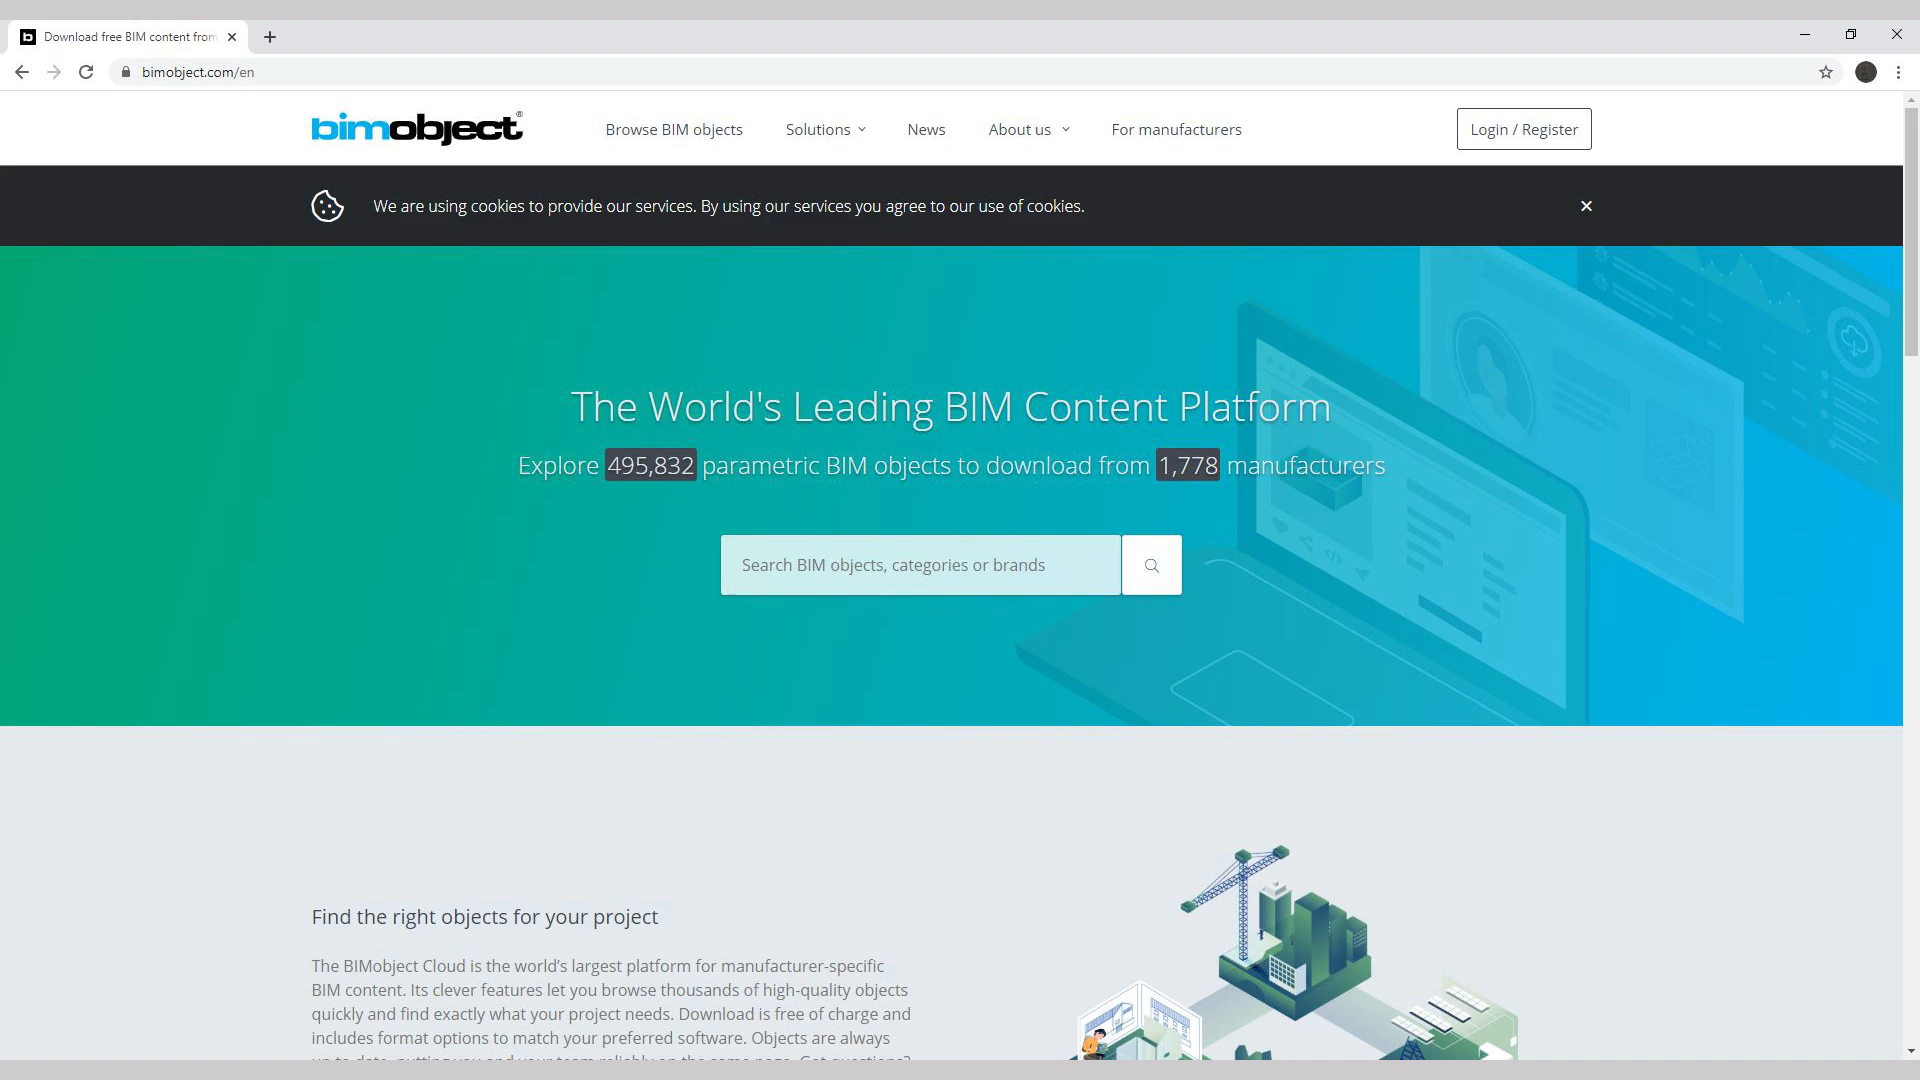 Download free BIM content from
bimobject.com/en
bimobject®
Browse BIM objects
Solutions
News
About us
For manufacturers
Login / Register
We are using cookies to provide our services. By using our services you agree to our use of cookies.
The World's Leading BIM Content Platform
Explore 495,832 parametric BIM objects to download from 1,778 manufacturers
Search BIM objects, categories or brands
Find the right objects for your project
The BIMobject Cloud is the world’s largest platform for manufacturer-specific
BIM content. Its clever features let you browse thousands of high-quality objects
quickly and find exactly what your project needs. Download is free of charge and
includes format options to match your preferred software. Objects are always